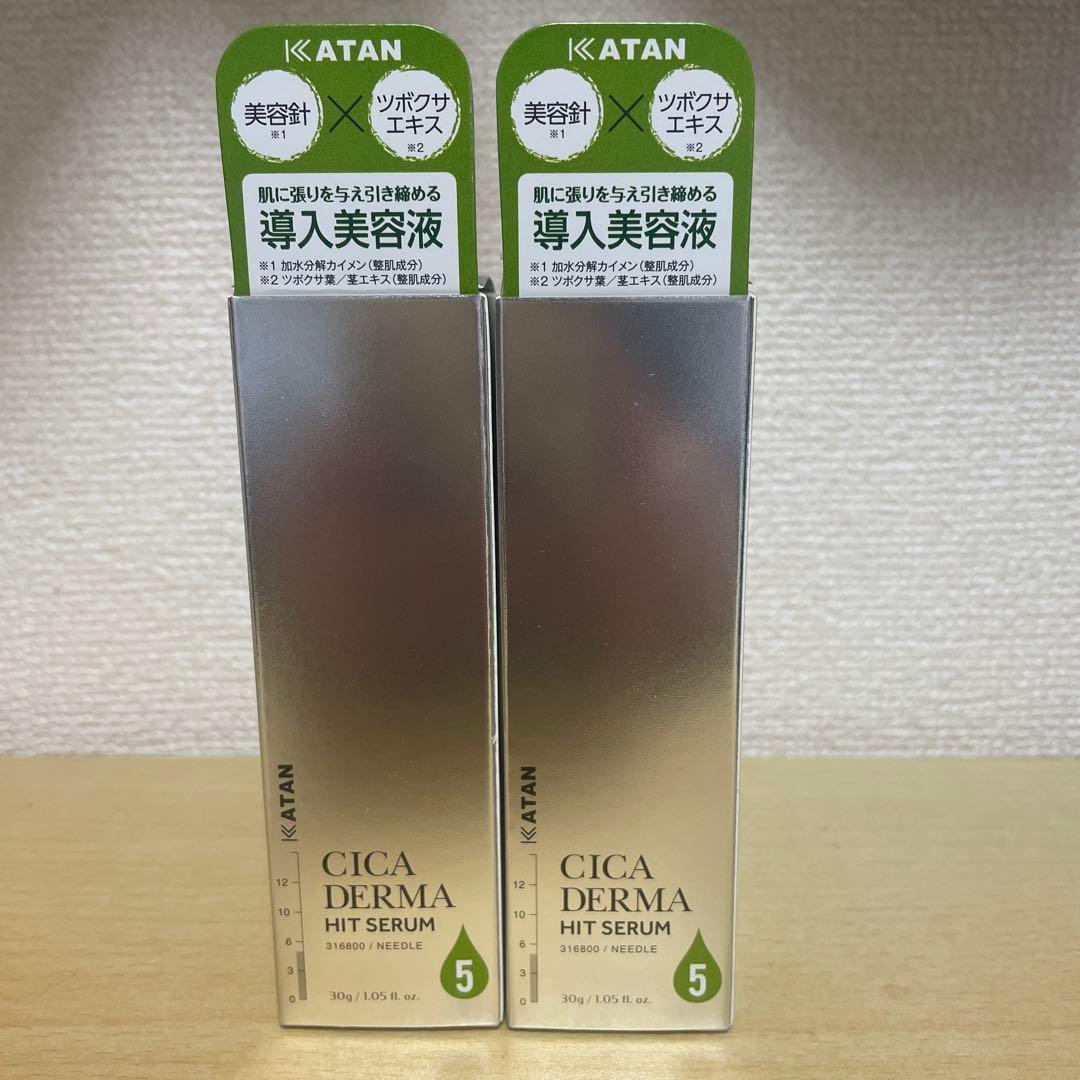 KATAN
美容針
※1
×
ツボクサ
エキス
※2
肌に張りを与え引き締める
導入美容液
※1 加水分解カイメン（整肌成分）
※2 ツボクサ葉／茎エキス（整肌成分）
KATAN
CICA
DERMA
HIT SERUM
316800 / NEEDLE
12
10
6
3
0
5
30g / 1.05 fl. oz.
KATAN
美容針
※1
×
ツボクサ
エキス
※2
肌に張りを与え引き締める
導入美容液
※1 加水分解カイメン（整肌成分）
※2 ツボクサ葉／茎エキス（整肌成分）
KATAN
CICA
DERMA
HIT SERUM
316800 / NEEDLE
12
10
6
3
0
5
30g / 1.05 fl. oz.